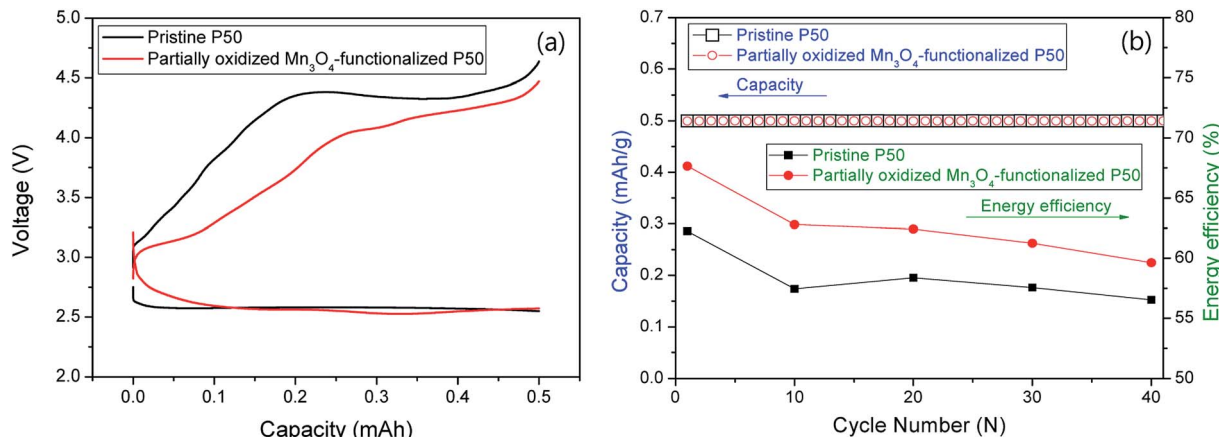 5.0
4.5
4.0
3.5
3.0
2.5
2.0
Voltage (V)
Pristine P50
Partially oxidized Mn₃O₄-functionalized P50
(a)
0.0 0.1 0.2 0.3 0.4 0.5
Capacity (mAh)
0.7
0.6
0.5
0.4
0.3
0.2
0.1
0.0
Capacity (mAh/g)
Pristine P50
Partially oxidized Mn₃O₄-functionalized P50
(b)
Capacity
Pristine P50
Partially oxidized Mn₃O₄-functionalized P50
Energy efficiency
0 10 20 30 40
Cycle Number (N)
80
75
70
65
60
55
50
Energy efficiency (%)